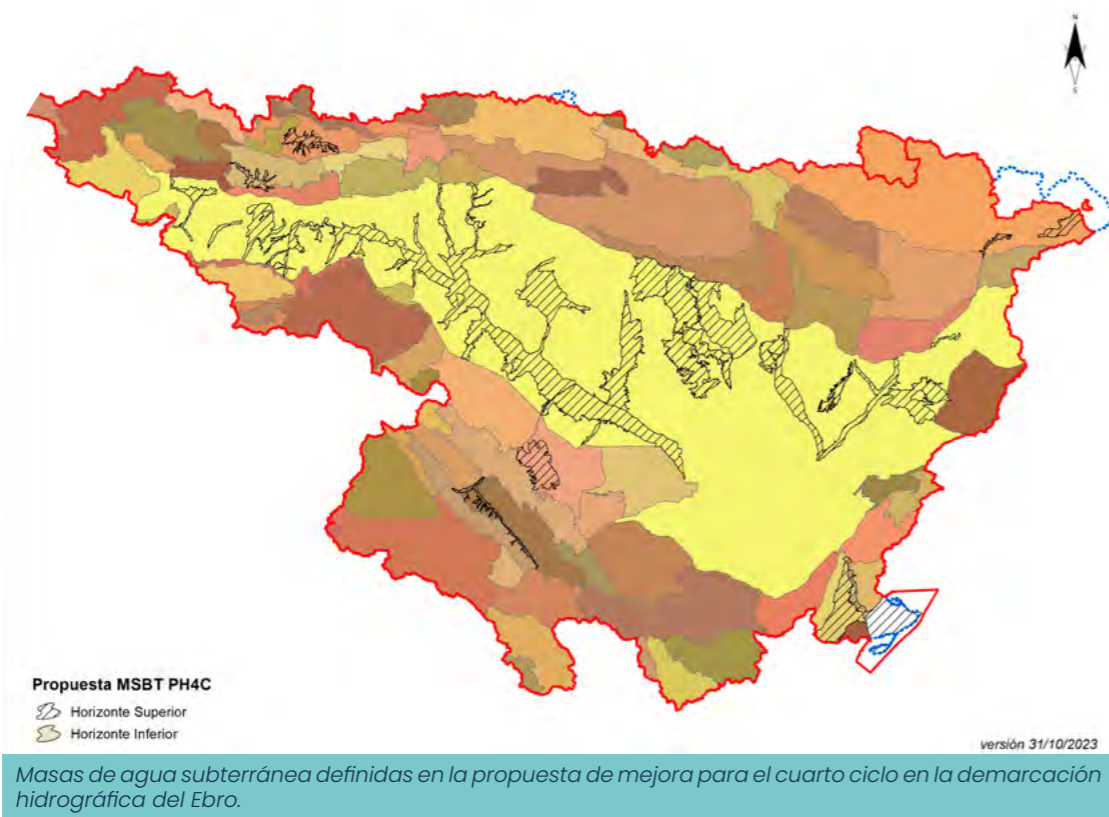 N
S
Propuesta MSBT PH4C
Horizonte Superior
Horizonte Inferior
versión 31/10/2023
Masas de agua subterránea definidas en la propuesta de mejora para el cuarto ciclo en la demarcación
hidrográfica del Ebro.